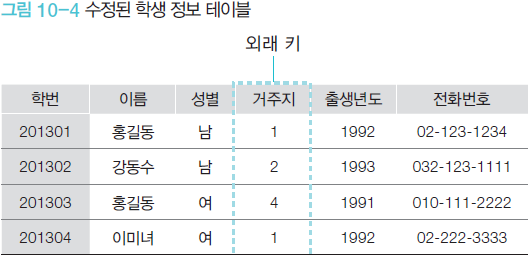 그림 10-4 수정된 학생 정보 테이블
외래 키
학번 이름 성별 거주지 출생년도 전화번호
201301 홍길동 남 1 1992 02-123-1234
201302 강동수 남 2 1993 032-123-1111
201303 홍길동 여 4 1991 010-111-2222
201304 이미녀 여 1 1992 02-222-3333